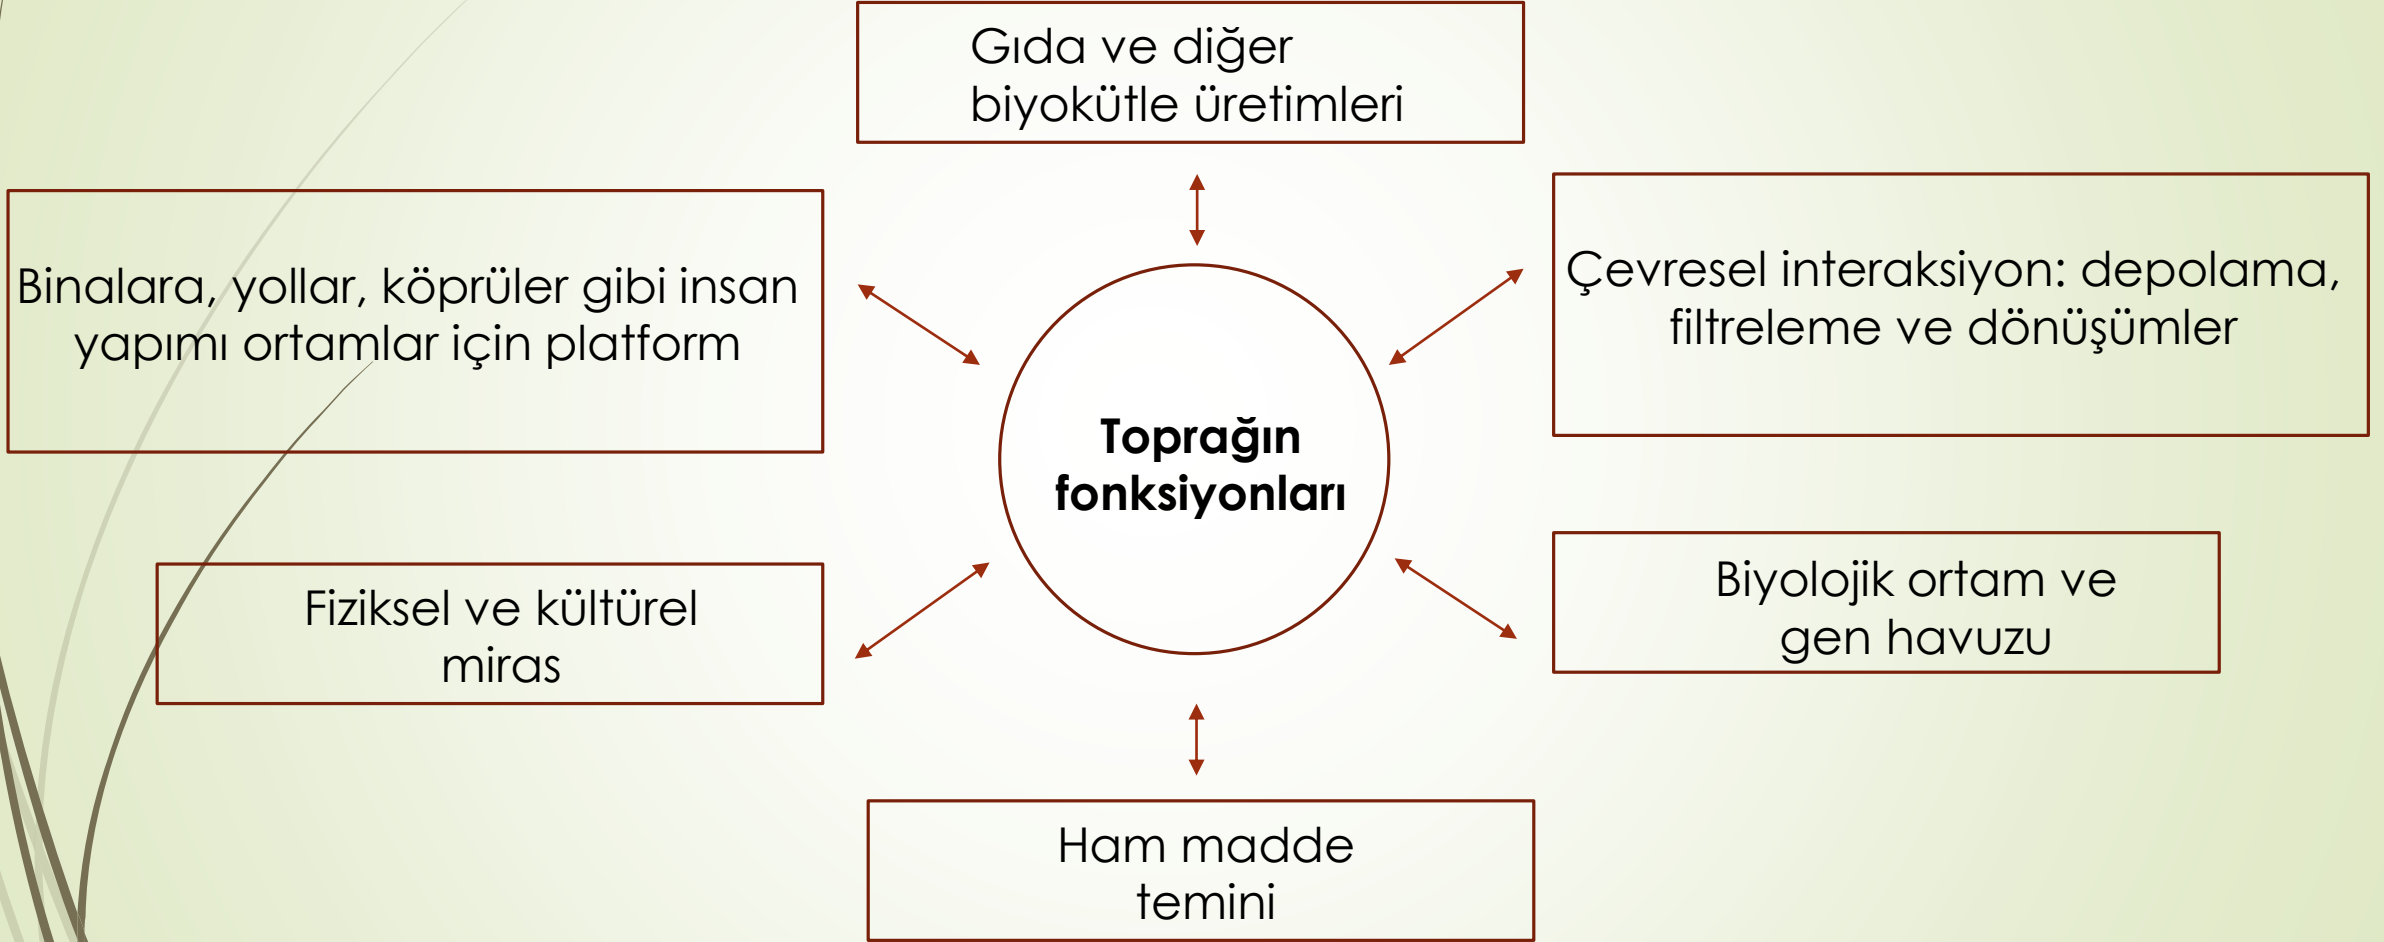 Gıda ve diğer
biyokütle üretimleri
Binalara, yollar, köprüler gibi insan
yapımı ortamlar için platform
Çevresel interaksiyon: depolama,
filtreleme ve dönüşümler
Toprağın
fonksiyonları
Fiziksel ve kültürel
miras
Biyolojik ortam ve
gen havuzu
Ham madde
temini